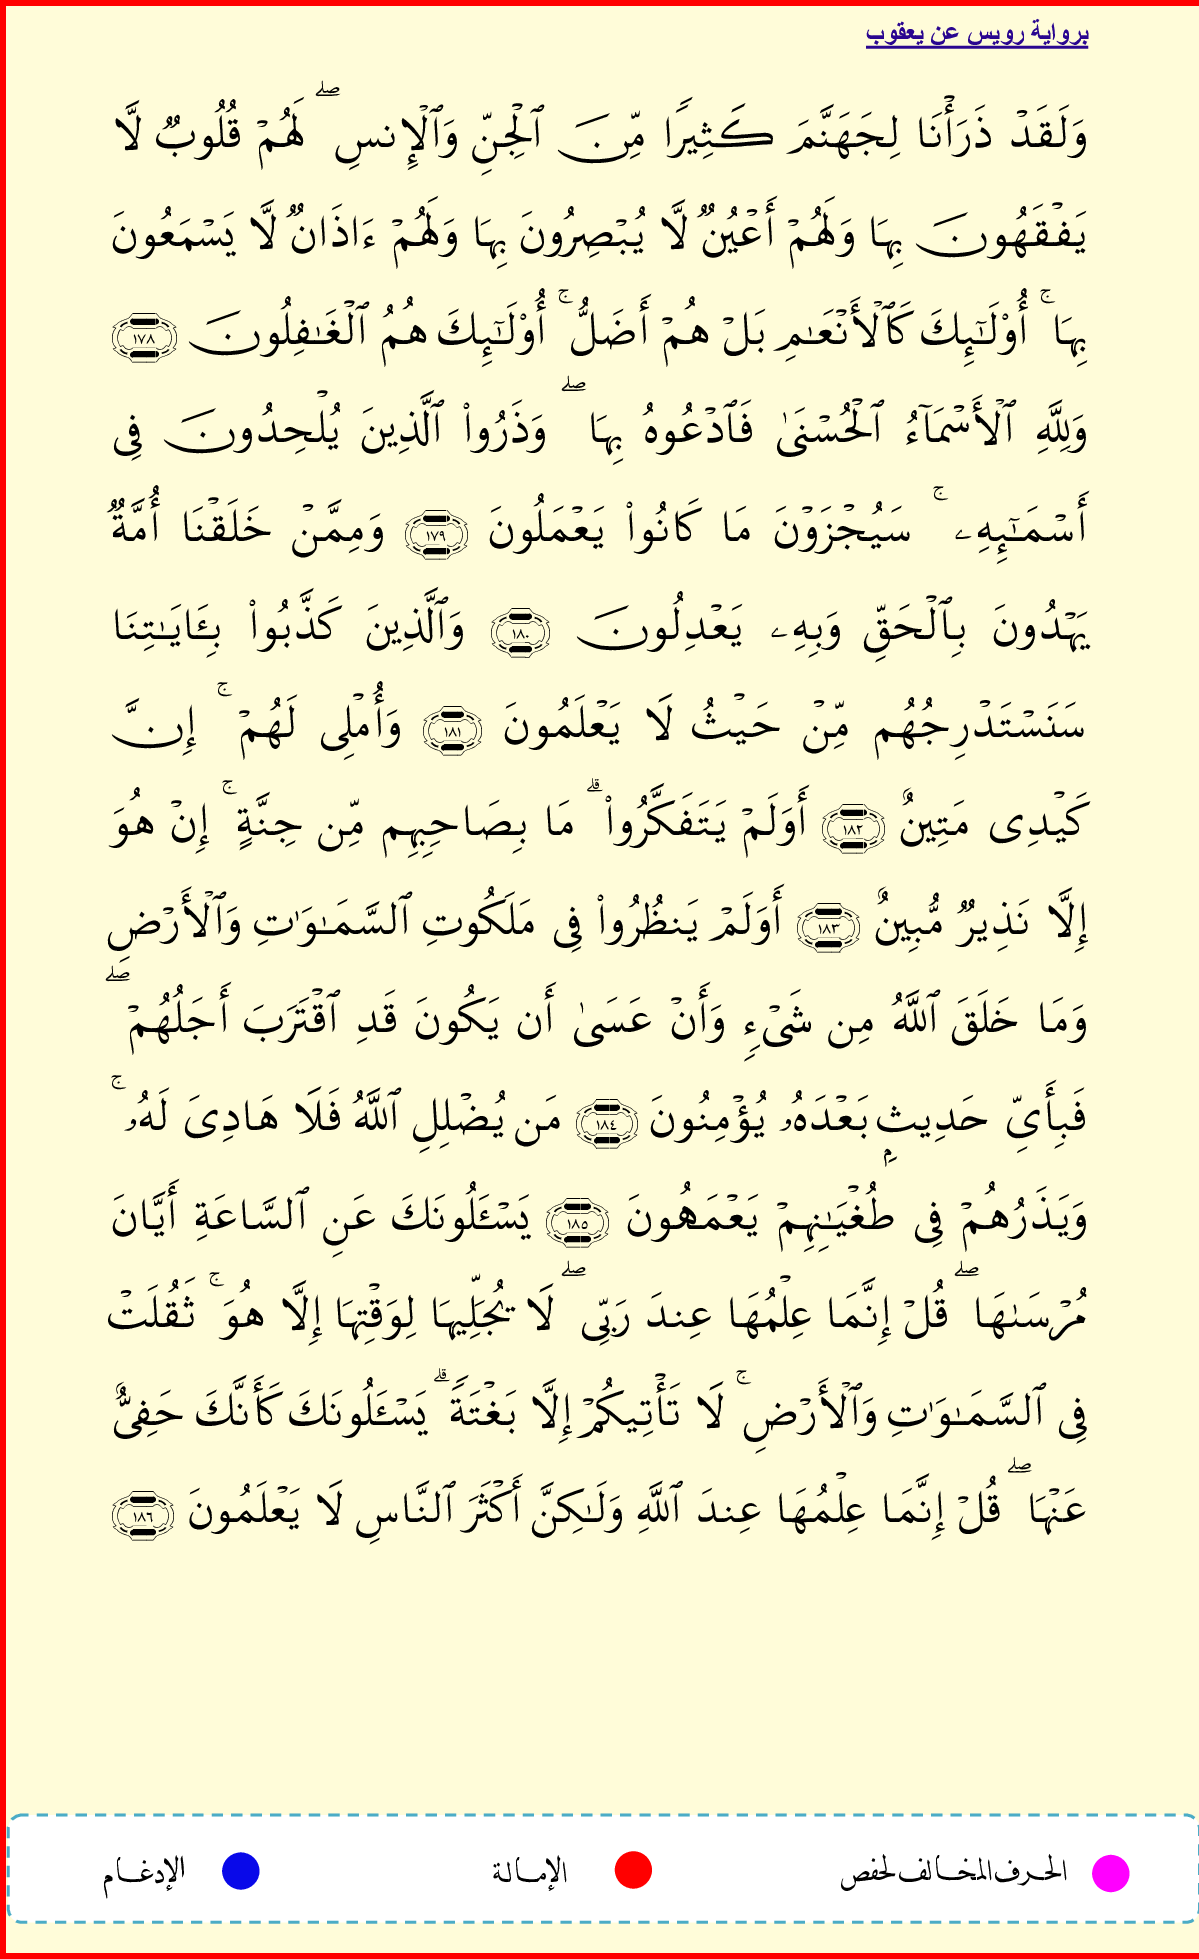 برواية رويس عن يعقوب
وَلَقَدْ ذَرَأْنَا لِجَهَنَّمَ كَثِيرًا مِّنَ ٱلْجِنِّ وَٱلْإِنسِ ۖ لَهُمْ قُلُوبٌ لَّا
يَفْقَهُونَ بِهَا وَلَهُمْ أَعْيُنٌ لَّا يُبْصِرُونَ بِهَا وَلَهُمْ ءَاذَانٌ لَّا يَسْمَعُونَ
بِهَا ۚ أُوْلَـٰٓئِكَ كَٱلْأَنْعَـٰمِ بَلْ هُمْ أَضَلُّ ۚ أُوْلَـٰٓئِكَ هُمُ ٱلْغَـٰفِلُونَ ١٧٨
وَلِلَّهِ ٱلْأَسْمَآءُ ٱلْحُسْنَىٰ فَٱدْعُوهُ بِهَا ۖ وَذَرُوا۟ ٱلَّذِينَ يُلْحِدُونَ فِى
أَسْمَـٰٓئِهِۦ ۚ سَيُجْزَوْنَ مَا كَانُوا۟ يَعْمَلُونَ ١٧٩ وَمِمَّنْ خَلَقْنَا أُمَّةٌ
يَهْدُونَ بِٱلْحَقِّ وَبِهِۦ يَعْدِلُونَ ١٨٠ وَٱلَّذِينَ كَذَّبُوا۟ بِـَٔايَـٰتِنَا
سَنَسْتَدْرِجُهُم مِّنْ حَيْثُ لَا يَعْلَمُونَ ١٨١ وَأُمْلِى لَهُمْ ۚ إِنَّ
كَيْدِى مَتِينٌ ١٨٢ أَوَلَمْ يَتَفَكَّرُوا۟ ۗ مَا بِصَاحِبِهِم مِّن جِنَّةٍ ۚ إِنْ هُوَ
إِلَّا نَذِيرٌ مُّبِينٌ ١٨٣ أَوَلَمْ يَنظُرُوا۟ فِى مَلَكُوتِ ٱلسَّمَـٰوَٰتِ وَٱلْأَرْضِ
وَمَا خَلَقَ ٱللَّهُ مِن شَىْءٍ وَأَنْ عَسَىٰ أَن يَكُونَ قَدِ ٱقْتَرَبَ أَجَلُهُمْ ۖ
فَبِأَىِّ حَدِيثٍۭ بَعْدَهُۥ يُؤْمِنُونَ ١٨٤ مَن يُضْلِلِ ٱللَّهُ فَلَا هَادِىَ لَهُۥ ۚ
وَيَذَرُهُمْ فِى طُغْيَـٰنِهِمْ يَعْمَهُونَ ١٨٥ يَسْـَٔلُونَكَ عَنِ ٱلسَّاعَةِ أَيَّانَ
مُرْسَىٰهَا ۖ قُلْ إِنَّمَا عِلْمُهَا عِندَ رَبِّى ۖ لَا يُجَلِّيهَا لِوَقْتِهَا إِلَّا هُوَ ۚ ثَقُلَتْ
فِى ٱلسَّمَـٰوَٰتِ وَٱلْأَرْضِ ۚ لَا تَأْتِيكُمْ إِلَّا بَغْتَةً ۗ يَسْـَٔلُونَكَ كَأَنَّكَ حَفِىٌّ
عَنْهَا ۖ قُلْ إِنَّمَا عِلْمُهَا عِندَ ٱللَّهِ وَلَـٰكِنَّ أَكْثَرَ ٱلنَّاسِ لَا يَعْلَمُونَ ١٨٦
الحرف المخالف لحفص الإمالة الإدغام